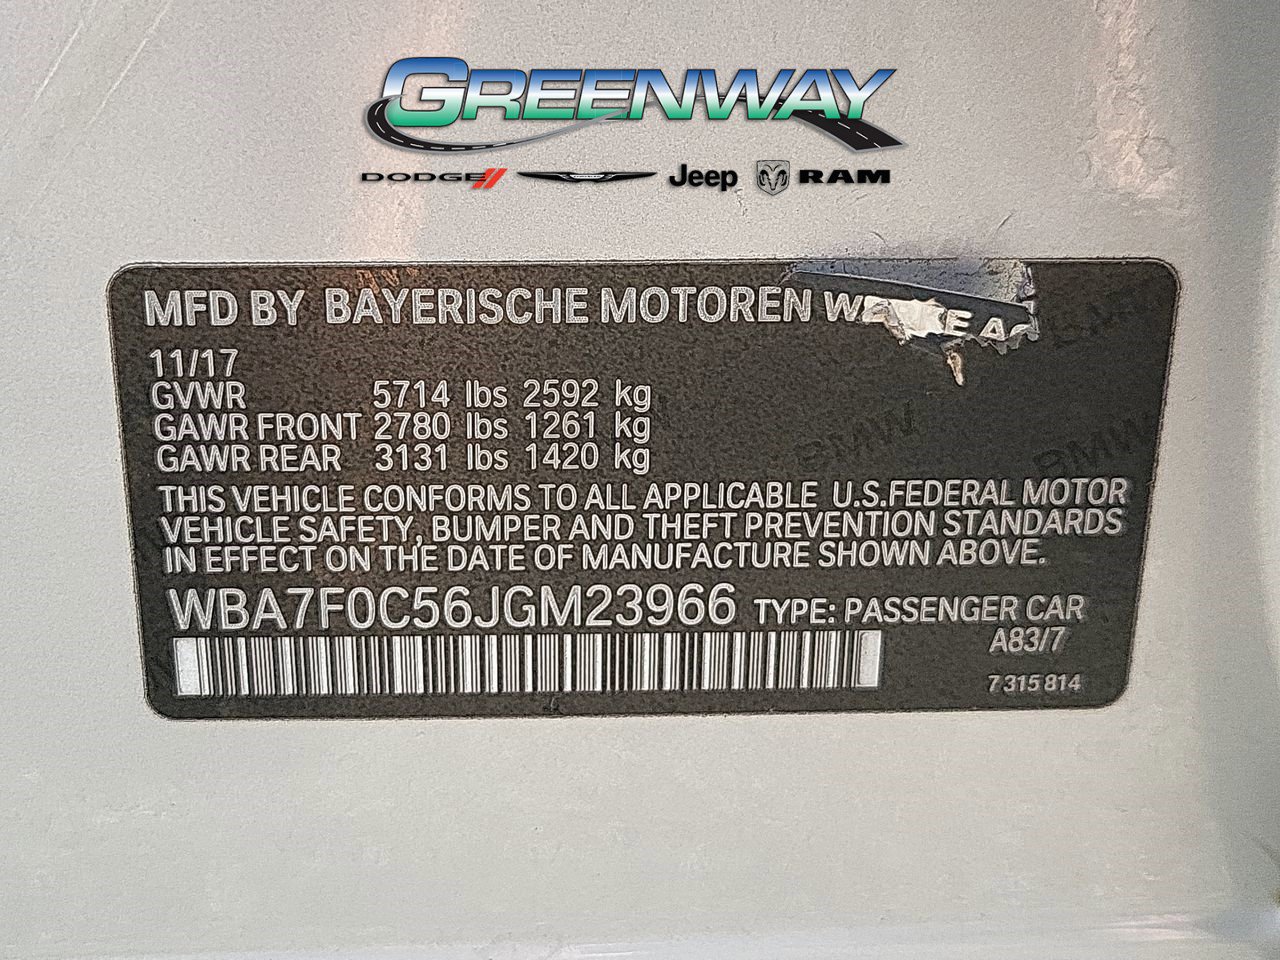 GREENWAY
DODGE Jeep RAM
MFD BY BAYERISCHE MOTOREN
11/17
GVWR 5714 lbs 2592 kg
GAWR FRONT 2780 lbs 1261 kg
GAWR REAR 3131 lbs 1420 kg
THIS VEHICLE CONFORMS TO ALL APPLICABLE U.S.FEDERAL MOTOR
VEHICLE SAFETY, BUMPER AND THEFT PREVENTION STANDARDS
IN EFFECT ON THE DATE OF MANUFACTURE SHOWN ABOVE.
WBA7F0C56JGM23966 TYPE: PASSENGER CAR
A83/7
7 315 814
BMW
BMW